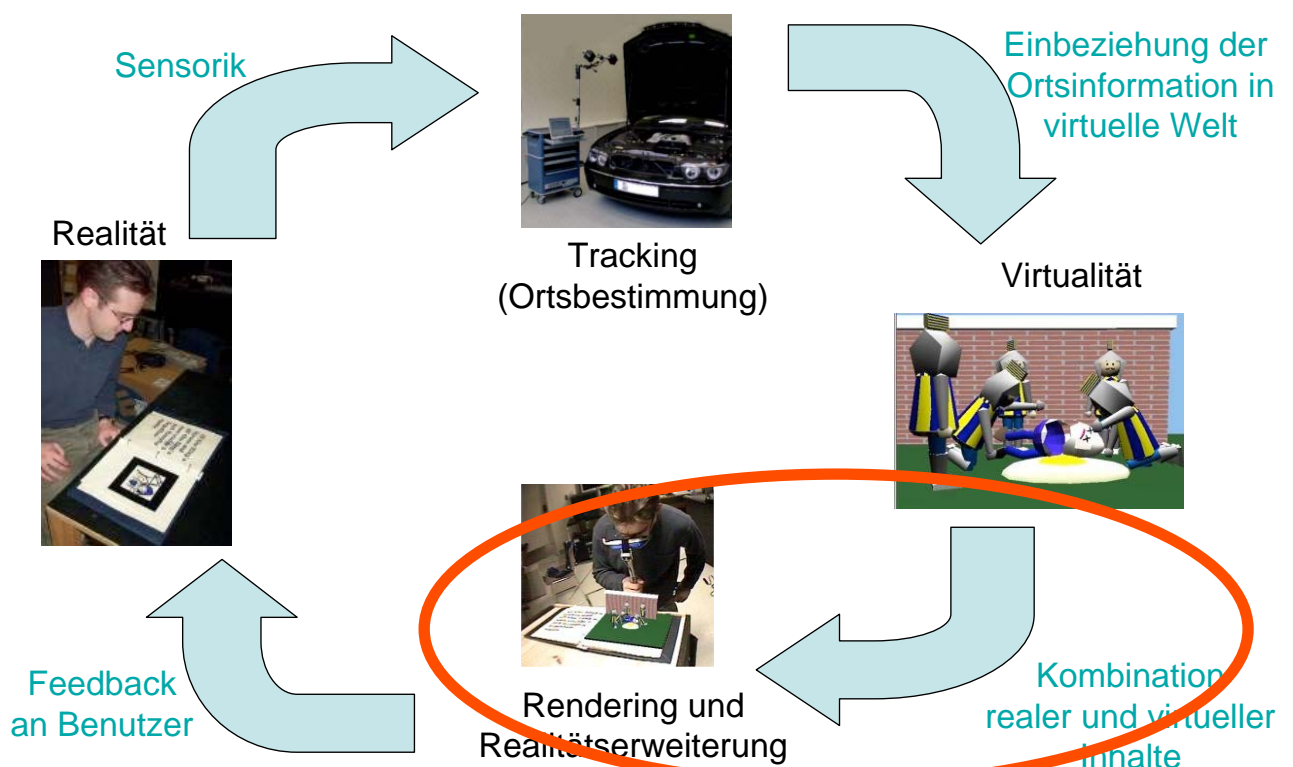 Sensorik
Einbeziehung der
Ortsinformation in
virtuelle Welt
Realität
Tracking
(Ortsbestimmung)
Virtualität
Feedback
an Benutzer
Rendering und
Realitätserweiterung
Kombination
realer und virtueller
Inhalte